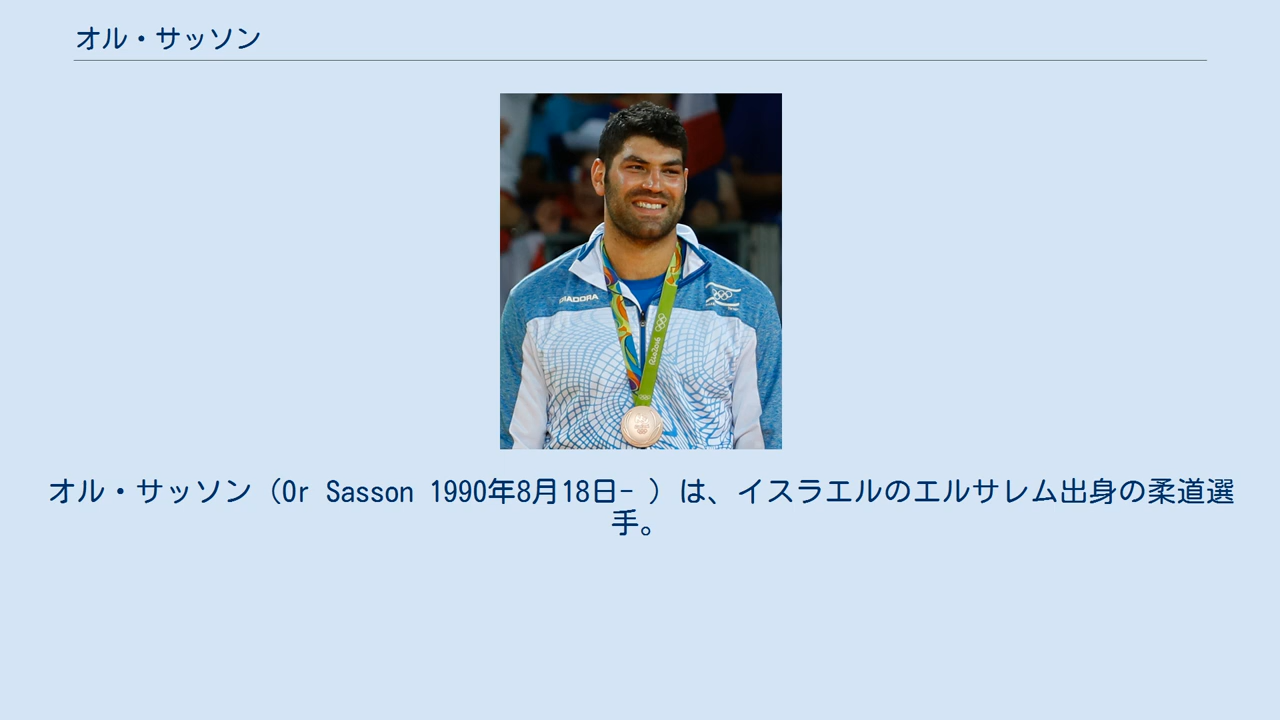 オル・サッソン
DIADORA
Rio2016
オル・サッソン（Or Sasson 1990年8月18日- ）は、イスラエルのエルサレム出身の柔道選
手。